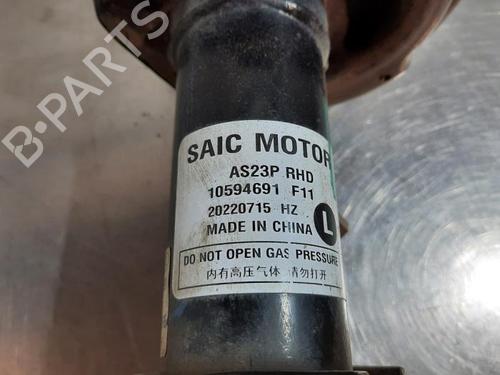 B-PARTS
SAIC MOTOR
AS23P RHD
10594691 F11
20220715 HZ
L
MADE IN CHINA
DO NOT OPEN GAS PRESSURE
内有高压气体 请勿打开